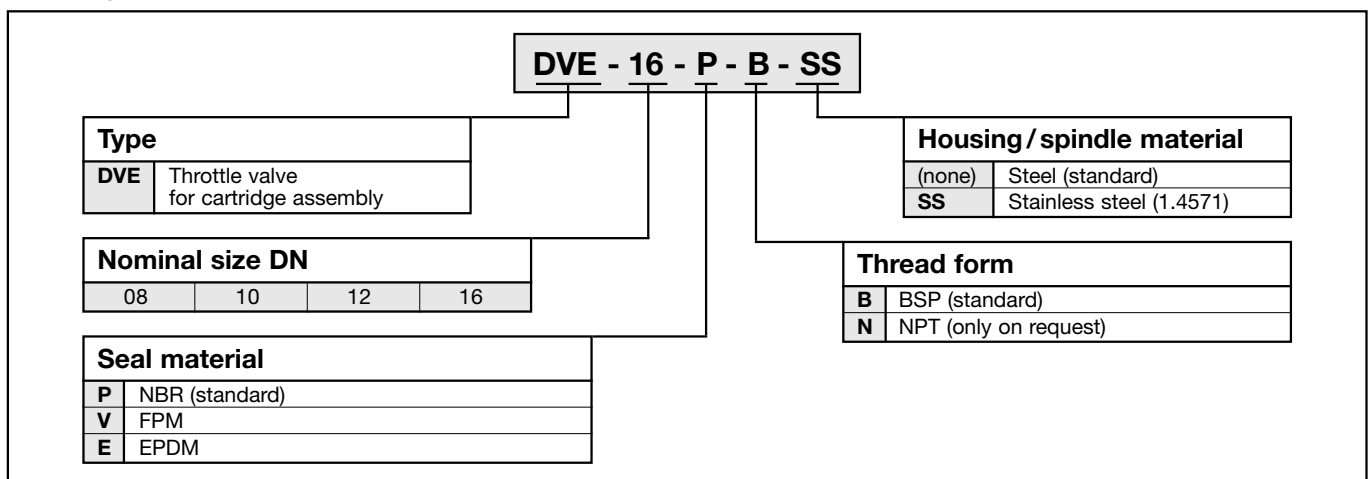 DVE - 16 - P - B - SS
Type
DVE Throttle valve
for cartridge assembly
Nominal size DN
08 10 12 16
Seal material
P NBR (standard)
V FPM
E EPDM
Housing / spindle material
(none) Steel (standard)
SS Stainless steel (1.4571)
Thread form
B BSP (standard)
N NPT (only on request)